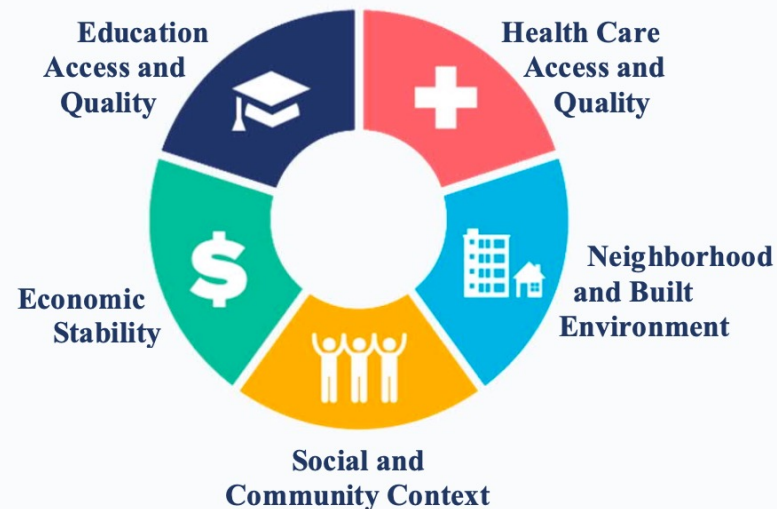 Education
Access and
Quality
Health Care
Access and
Quality
$
Economic
Stability
Neighborhood
and Built
Environment
Social and
Community Context